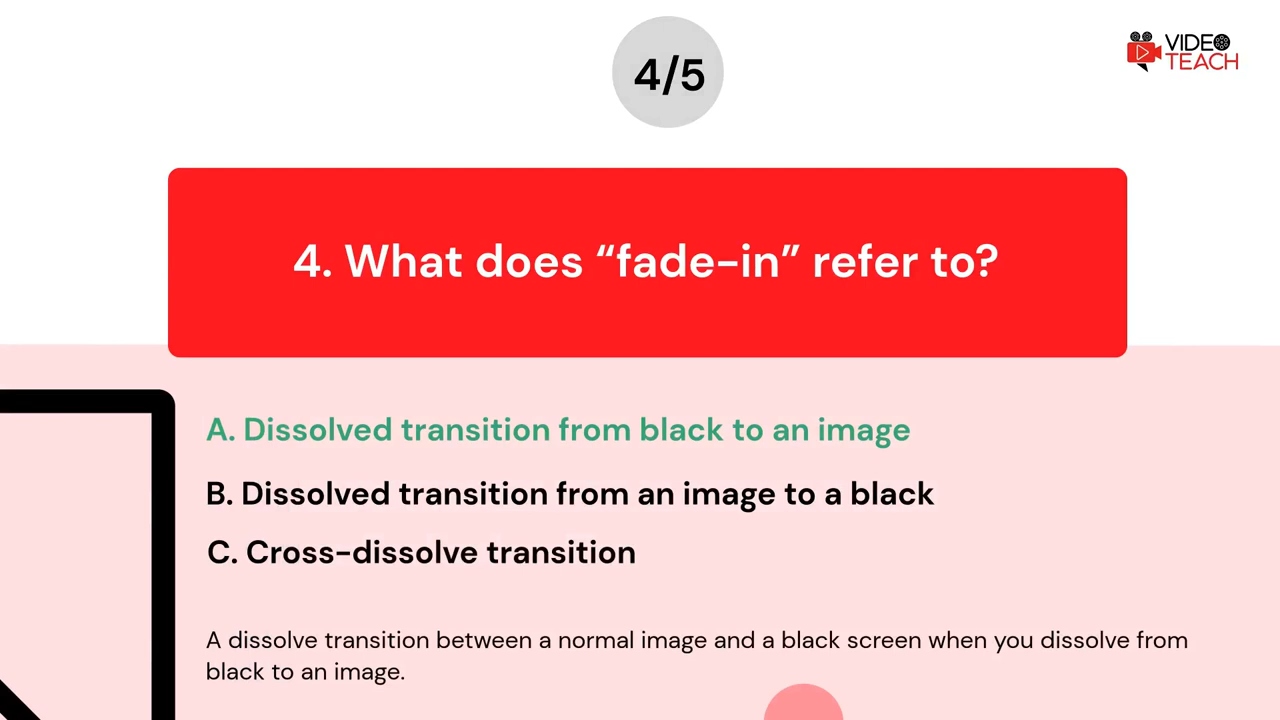 4/5
VIDEO
TEACH
4. What does “fade-in” refer to?
A. Dissolved transition from black to an image
B. Dissolved transition from an image to a black
C. Cross-dissolve transition
A dissolve transition between a normal image and a black screen when you dissolve from
black to an image.